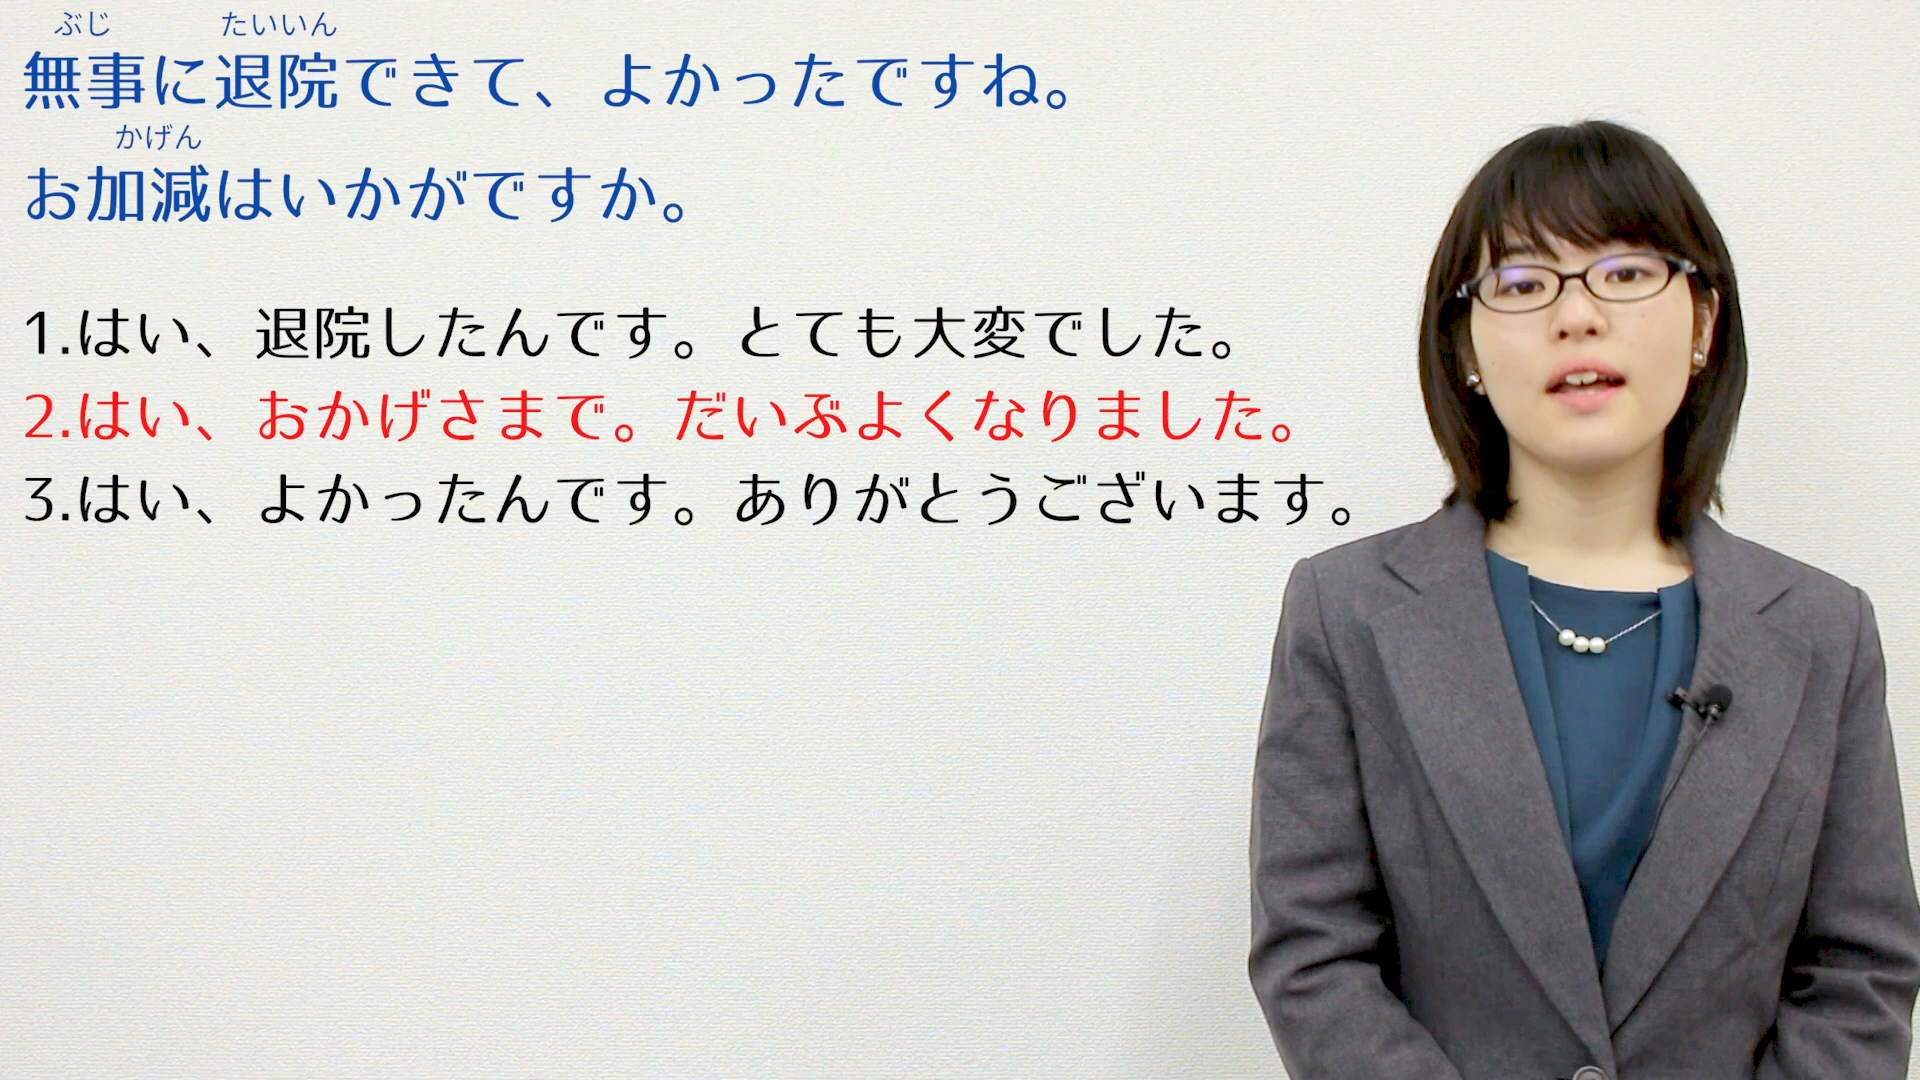 ぶじ たいいん
無事に退院できて、よかったですね。
かげん
お加減はいかがですか。
1.はい、退院したんです。とても大変でした。
2.はい、おかげさまで。だいぶよくなりました。
3.はい、よかったんです。ありがとうございます。